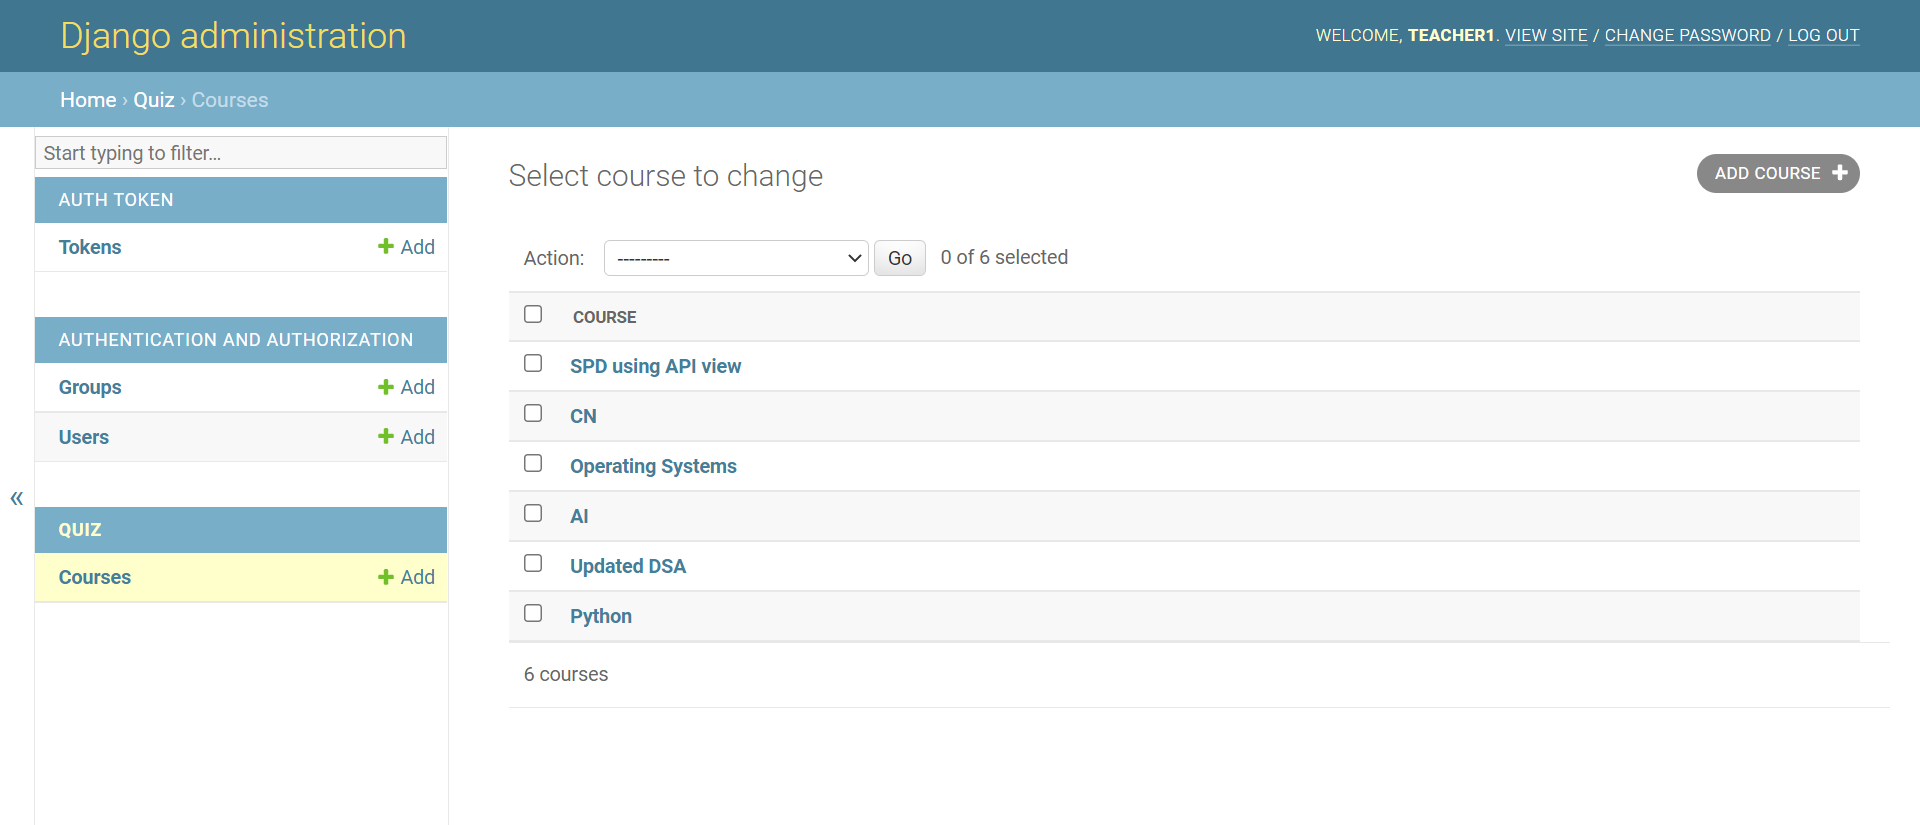 Django administration
WELCOME, TEACHER1. VIEW SITE / CHANGE PASSWORD / LOG OUT
Home › Quiz › Courses
Start typing to filter...
AUTH TOKEN
Tokens + Add
AUTHENTICATION AND AUTHORIZATION
Groups + Add
Users + Add
«
QUIZ
Courses + Add
Select course to change
ADD COURSE +
Action: --------- Go 0 of 6 selected
COURSE
SPD using API view
CN
Operating Systems
AI
Updated DSA
Python
6 courses